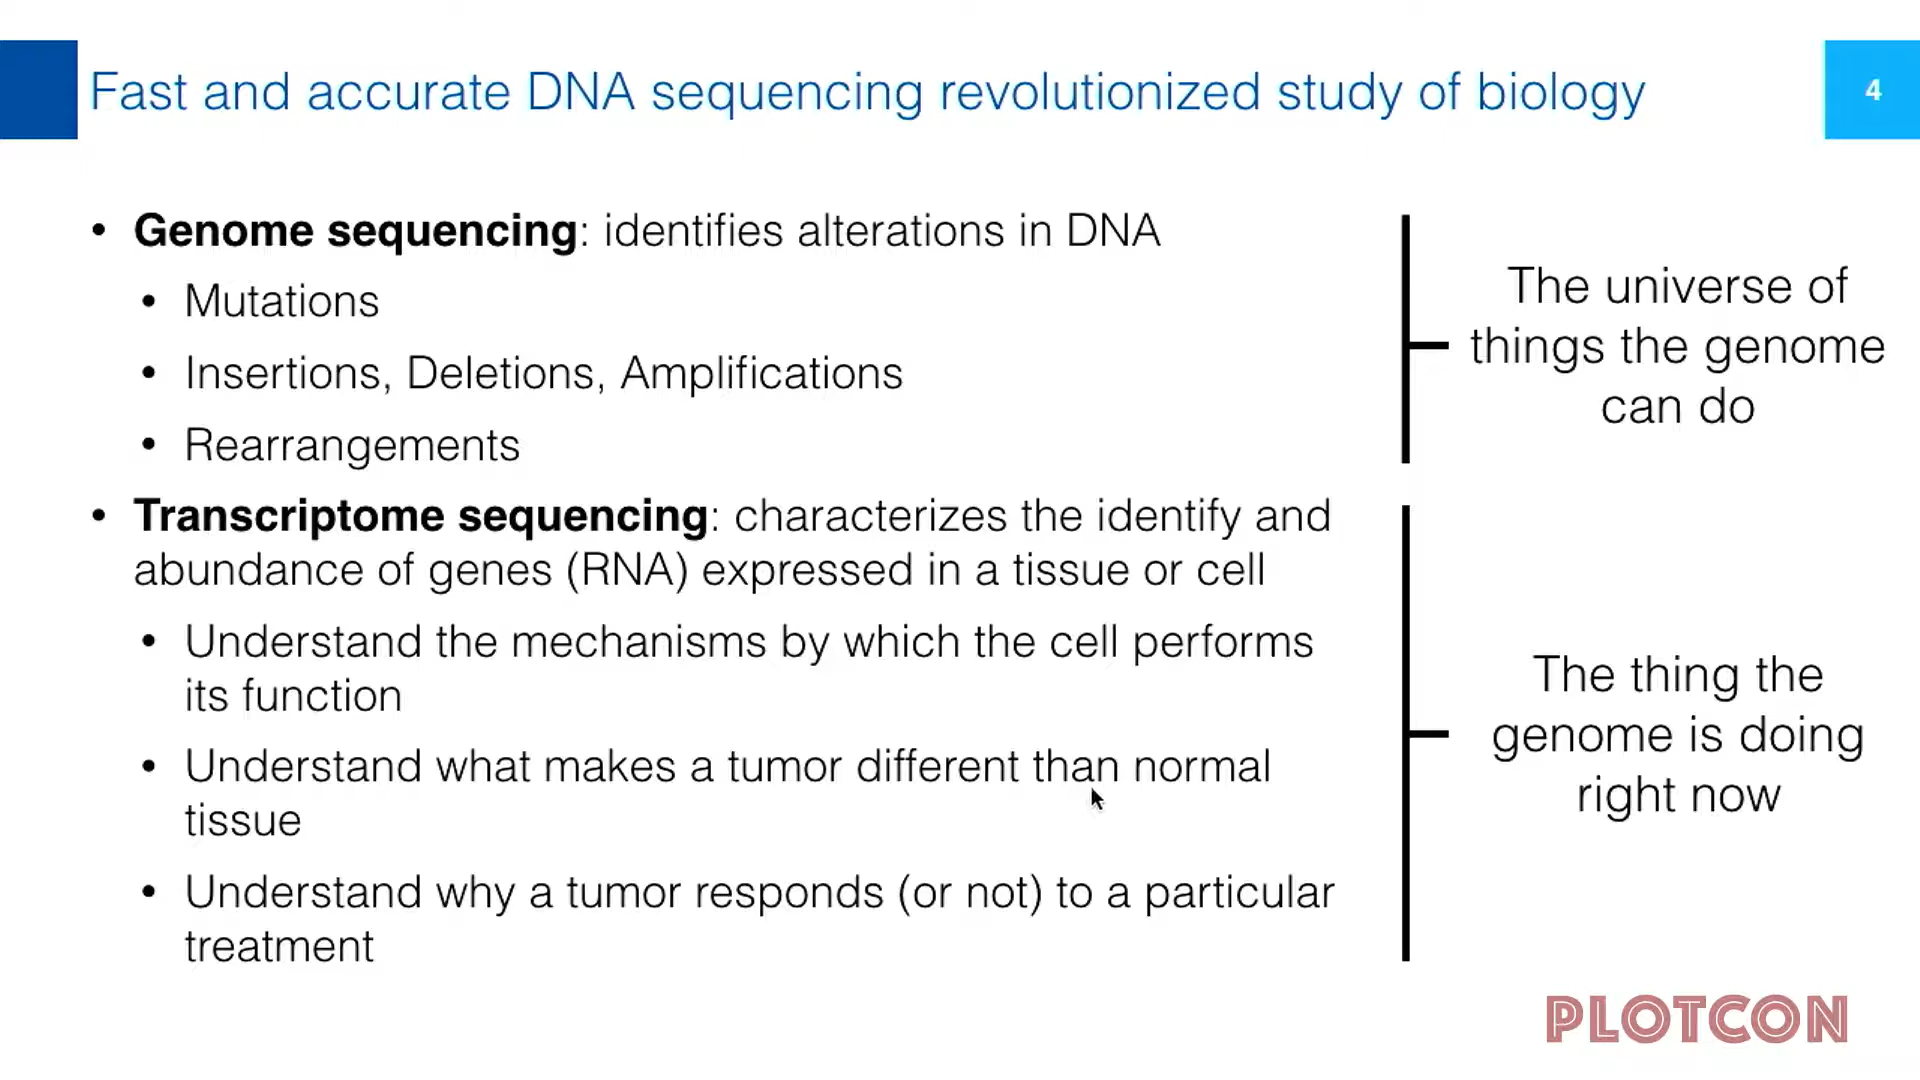 Fast and accurate DNA sequencing revolutionized study of biology
4
• Genome sequencing: identifies alterations in DNA
• Mutations
• Insertions, Deletions, Amplifications
• Rearrangements
The universe of
things the genome
can do
• Transcriptome sequencing: characterizes the identify and
abundance of genes (RNA) expressed in a tissue or cell
• Understand the mechanisms by which the cell performs
its function
• Understand what makes a tumor different than normal
tissue
• Understand why a tumor responds (or not) to a particular
treatment
The thing the
genome is doing
right now
PLOTCON